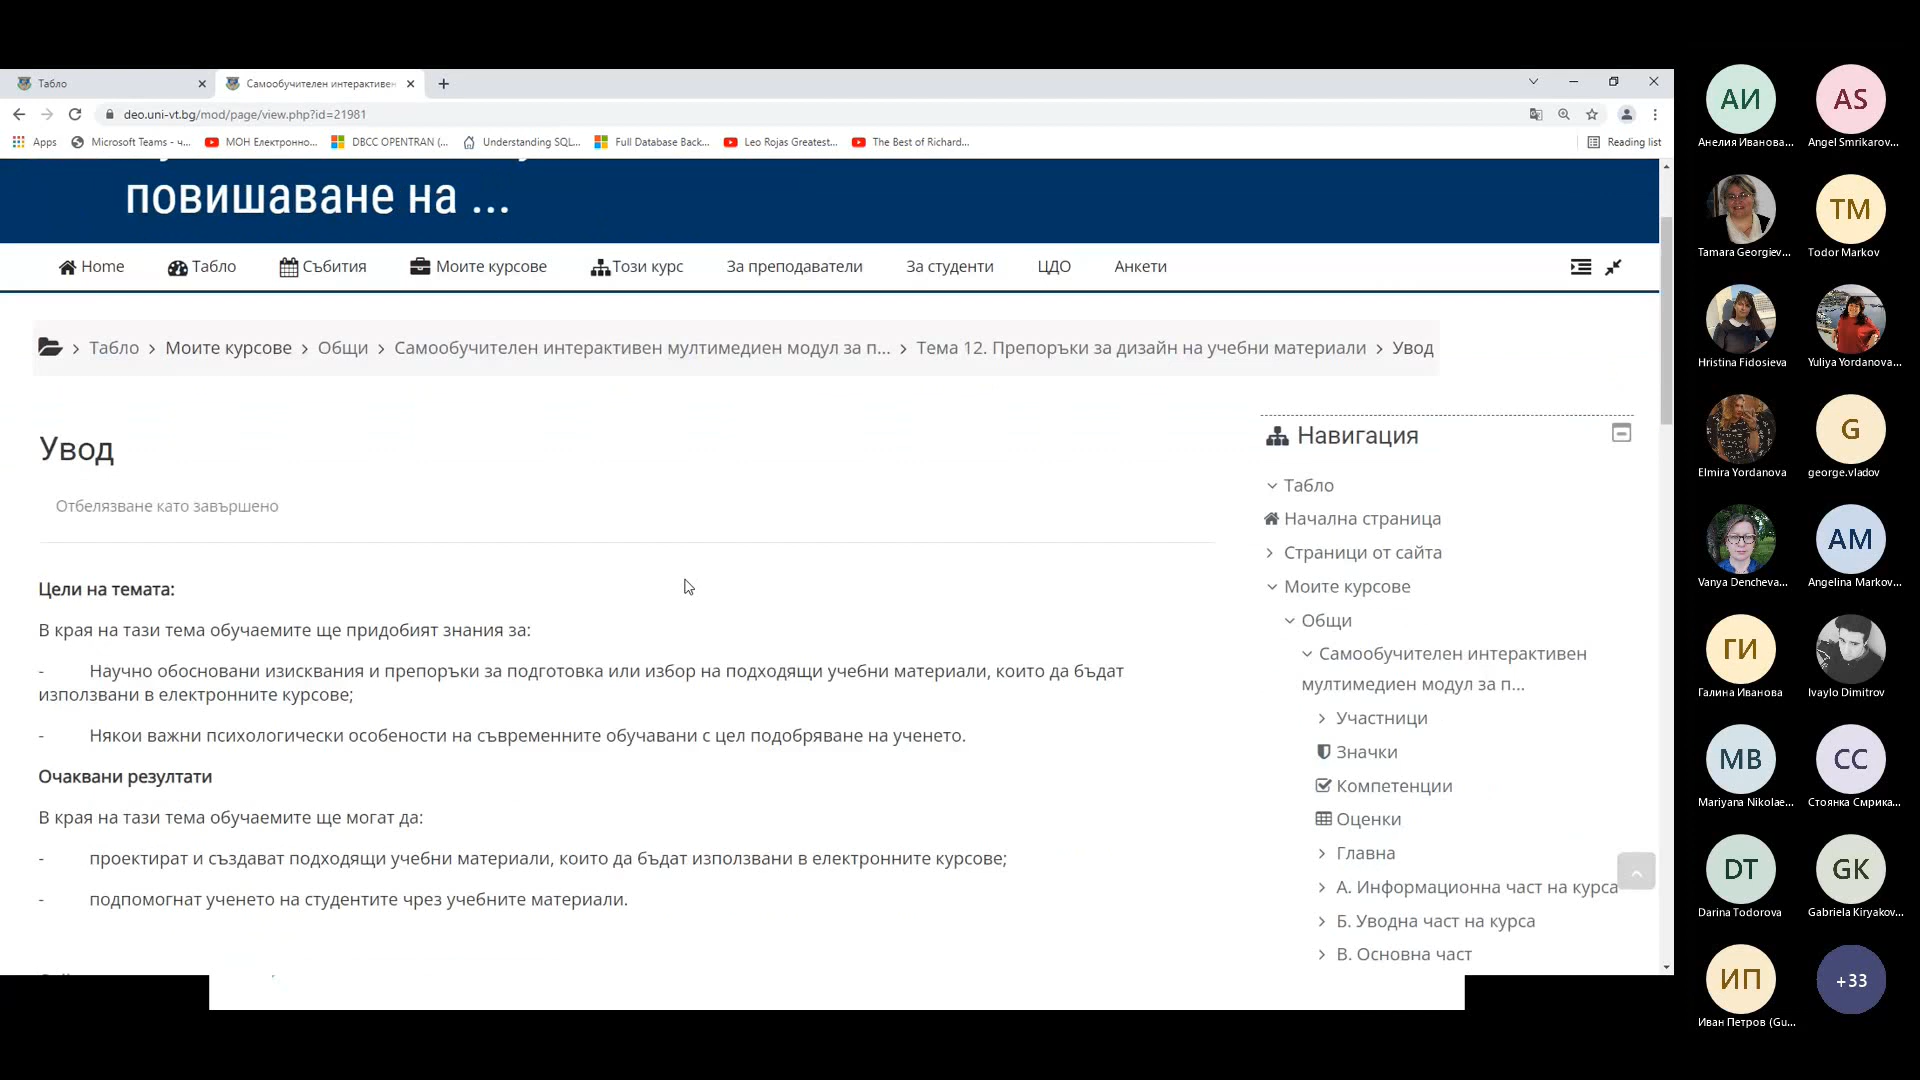 Табло
Самообучителен интерактивен
deo.uni-vt.bg/mod/page/view.php?id=21981
Apps
Microsoft Teams - ч...
МОН Електронно...
DBCC OPENTRAN (...
Understanding SQL...
Full Database Back...
Leo Rojas Greatest...
The Best of Richard...
Reading list
повишаване на ...
Home
Табло
Събития
Моите курсове
Този курс
За преподаватели
За студенти
ЦДО
Анкети
Табло
Моите курсове
Общи
Самообучителен интерактивен мултимедиен модул за п...
Тема 12. Препоръки за дизайн на учебни материали
Увод
Увод
Отбелязване като завършено
Цели на темата:
В края на тази тема обучаемите ще придобият знания за:
- Научно обосновани изисквания и препоръки за подготовка или избор на подходящи учебни материали, които да бъдат
използвани в електронните курсове;
- Някои важни психологически особености на съвременните обучавани с цел подобряване на ученето.
Очаквани резултати
В края на тази тема обучаемите ще могат да:
- проектират и създават подходящи учебни материали, които да бъдат използвани в електронните курсове;
- подпомогнат ученето на студентите чрез учебните материали.
Навигация
Табло
Начална страница
Страници от сайта
Моите курсове
Общи
Самообучителен интерактивен
мултимедиен модул за п...
Участници
Значки
Компетенции
Оценки
Главна
А. Информационна част на курса
Б. Уводна част на курса
В. Основна част
АИ
Анелия Иванова...
AS
Angel Smrikarov...
Tamara Georgiev...
TM
Todor Markov
Hristina Fidosieva
Yuliya Yordanova...
Elmira Yordanova
G
george.vladov
Vanya Dencheva...
AM
Angelina Markov...
ГИ
Галина Иванова
Ivaylo Dimitrov
MB
Mariyana Nikolae...
СС
Стоянка Смрика...
DT
Darina Todorova
GK
Gabriela Kiryakov...
ИП
Иван Петров (Gu...
+33